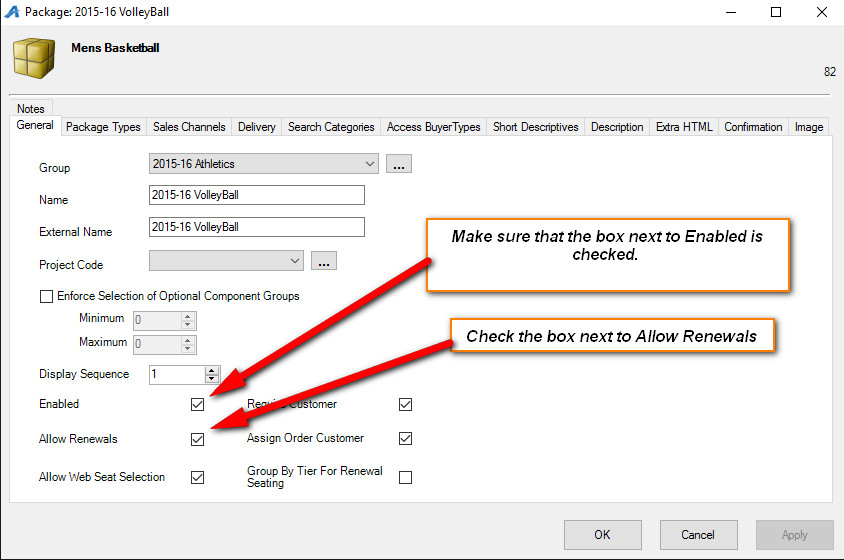 Package: 2015-16 VolleyBall
Mens Basketball
82
Notes
General Package Types Sales Channels Delivery Search Categories Access BuyerTypes Short Descriptives Description Extra HTML Confirmation Image
Group 2015-16 Athletics ...
Name 2015-16 VolleyBall
External Name 2015-16 VolleyBall
Make sure that the box next to Enabled is
checked.
Project Code ...
Enforce Selection of Optional Component Groups
Minimum 0
Maximum 0
Check the box next to Allow Renewals
Display Sequence 1
Enabled Customer
Allow Renewals Assign Order Customer
Allow Web Seat Selection Group By Tier For Renewal
Seating
OK Cancel Apply